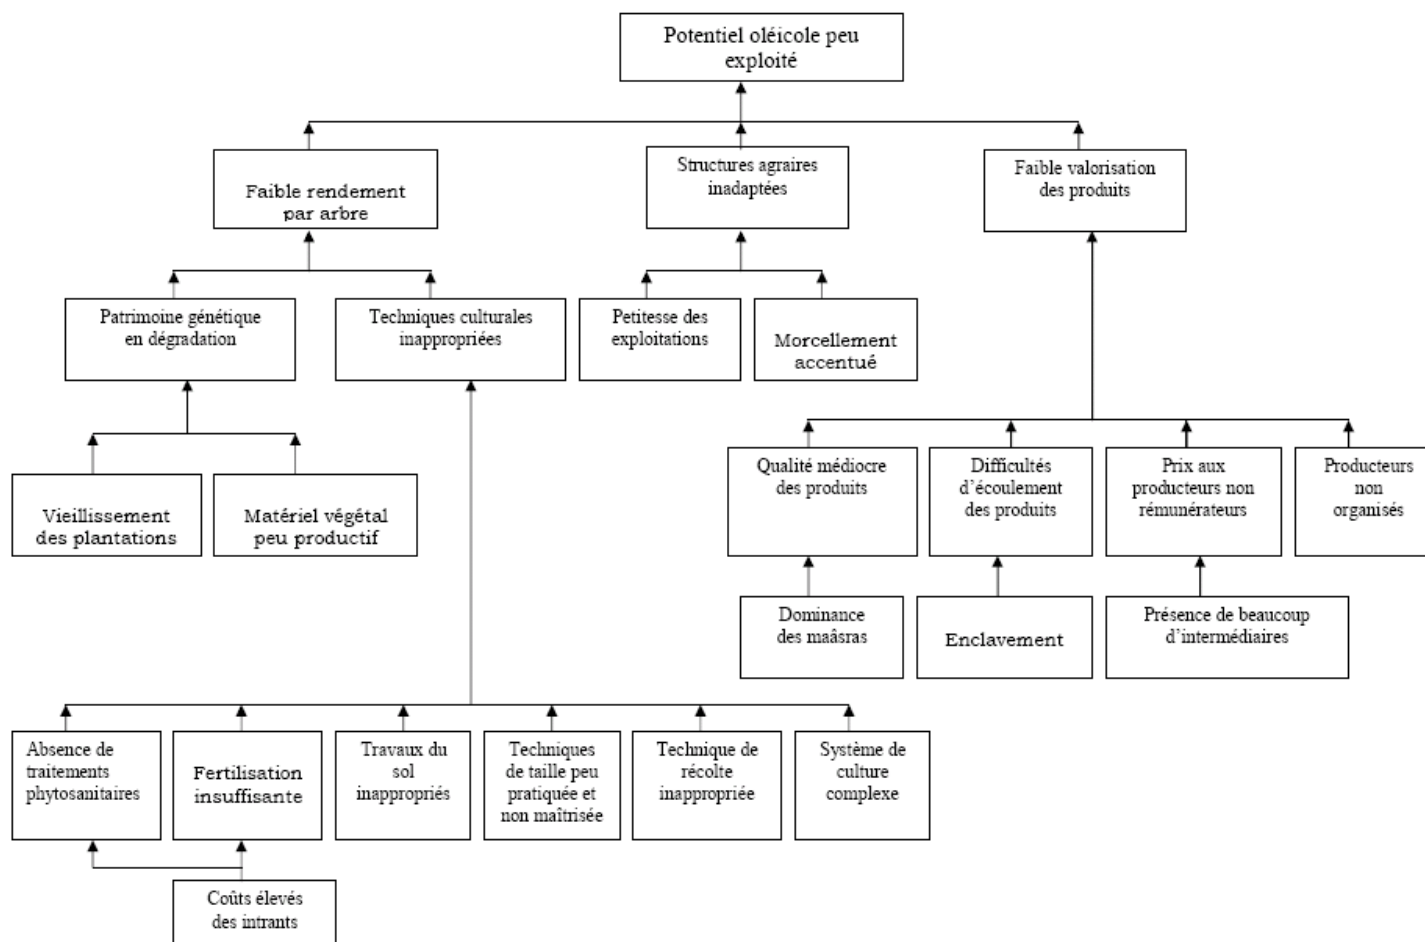 Potentiel oléicole peu
exploité
Faible rendement
par arbre
Structures agraires
inadaptées
Faible valorisation
des produits
Patrimoine génétique
en dégradation
Techniques culturales
inappropriées
Petitesse des
exploitations
Morcellement
accentué
Vieillissement
des plantations
Matériel végétal
peu productif
Qualité médiocre
des produits
Difficultés
d’écoulement
des produits
Prix aux
producteurs non
rémunérateurs
Producteurs
non
organisés
Dominance
des maâsras
Enclavement
Présence de beaucoup
d’intermédiaires
Absence de
traitements
phytosanitaires
Fertilisation
insuffisante
Travaux du
sol
inappropriés
Techniques
de taille peu
pratiquée et
non maîtrisée
Technique de
récolte
inappropriée
Système de
culture
complexe
Coûts élevés
des intrants